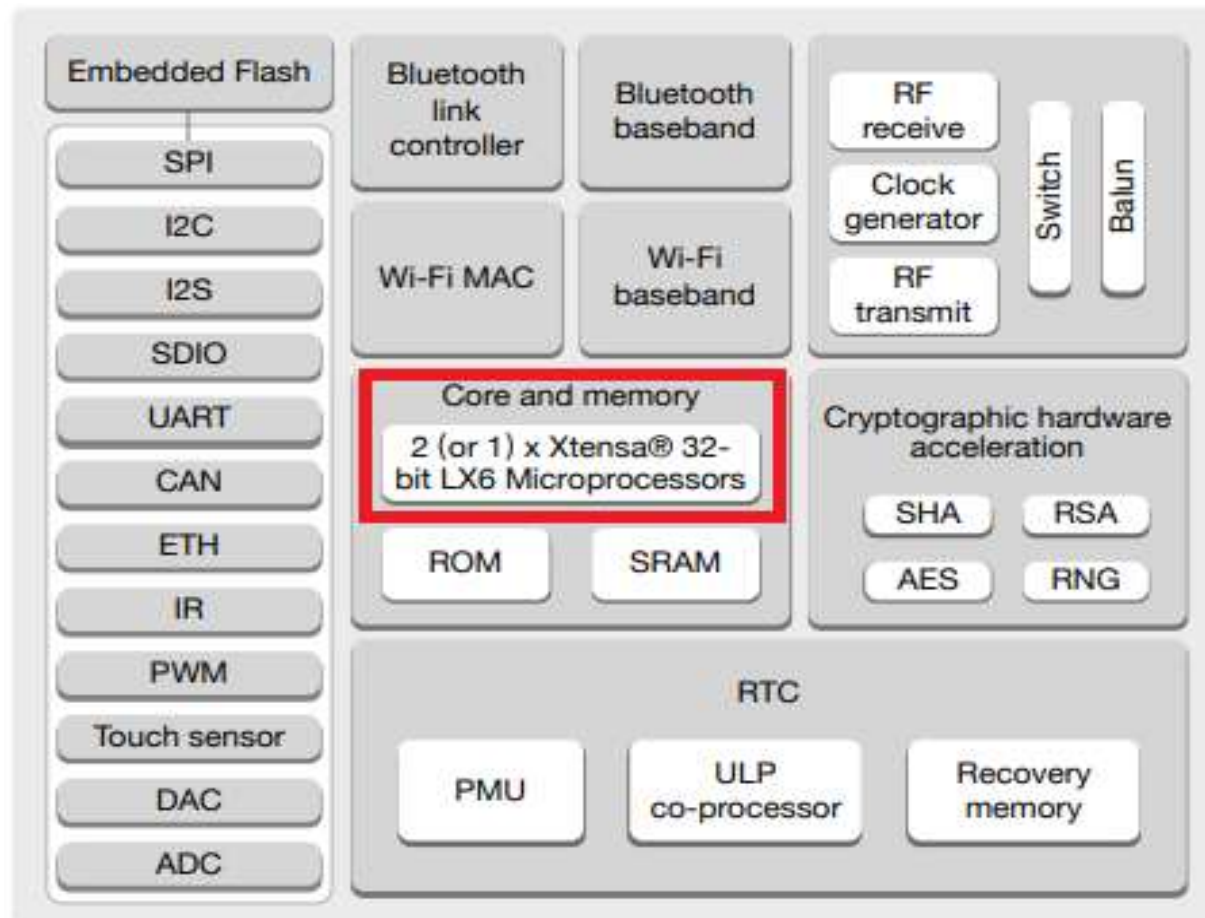 Embedded Flash
SPI
I2C
I2S
SDIO
UART
CAN
ETH
IR
PWM
Touch sensor
DAC
ADC
Bluetooth
link
controller
Bluetooth
baseband
Wi-Fi MAC
Wi-Fi
baseband
RF
receive
Clock
generator
RF
transmit
Switch
Balun
Core and memory
2 (or 1) x Xtensa® 32-
bit LX6 Microprocessors
ROM
SRAM
Cryptographic hardware
acceleration
SHA
RSA
AES
RNG
RTC
PMU
ULP
co-processor
Recovery
memory